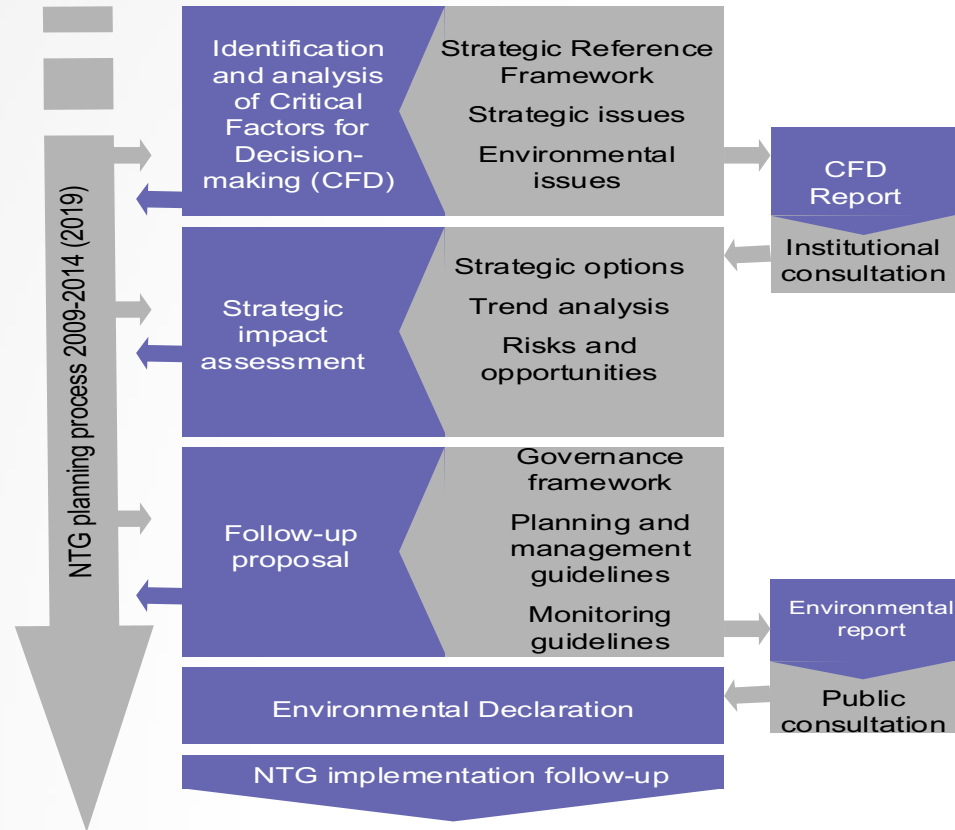 NTG planning process 2009-2014 (2019)
Identification
and analysis
of Critical
Factors for
Decision-
making (CFD)
Strategic Reference
Framework
Strategic issues
Environmental
issues
CFD
Report
Institutional
consultation
Strategic
impact
assessment
Strategic options
Trend analysis
Risks and
opportunities
Follow-up
proposal
Governance
framework
Planning and
management
guidelines
Monitoring
guidelines
Environmental
report
Public
consultation
Environmental Declaration
NTG implementation follow-up